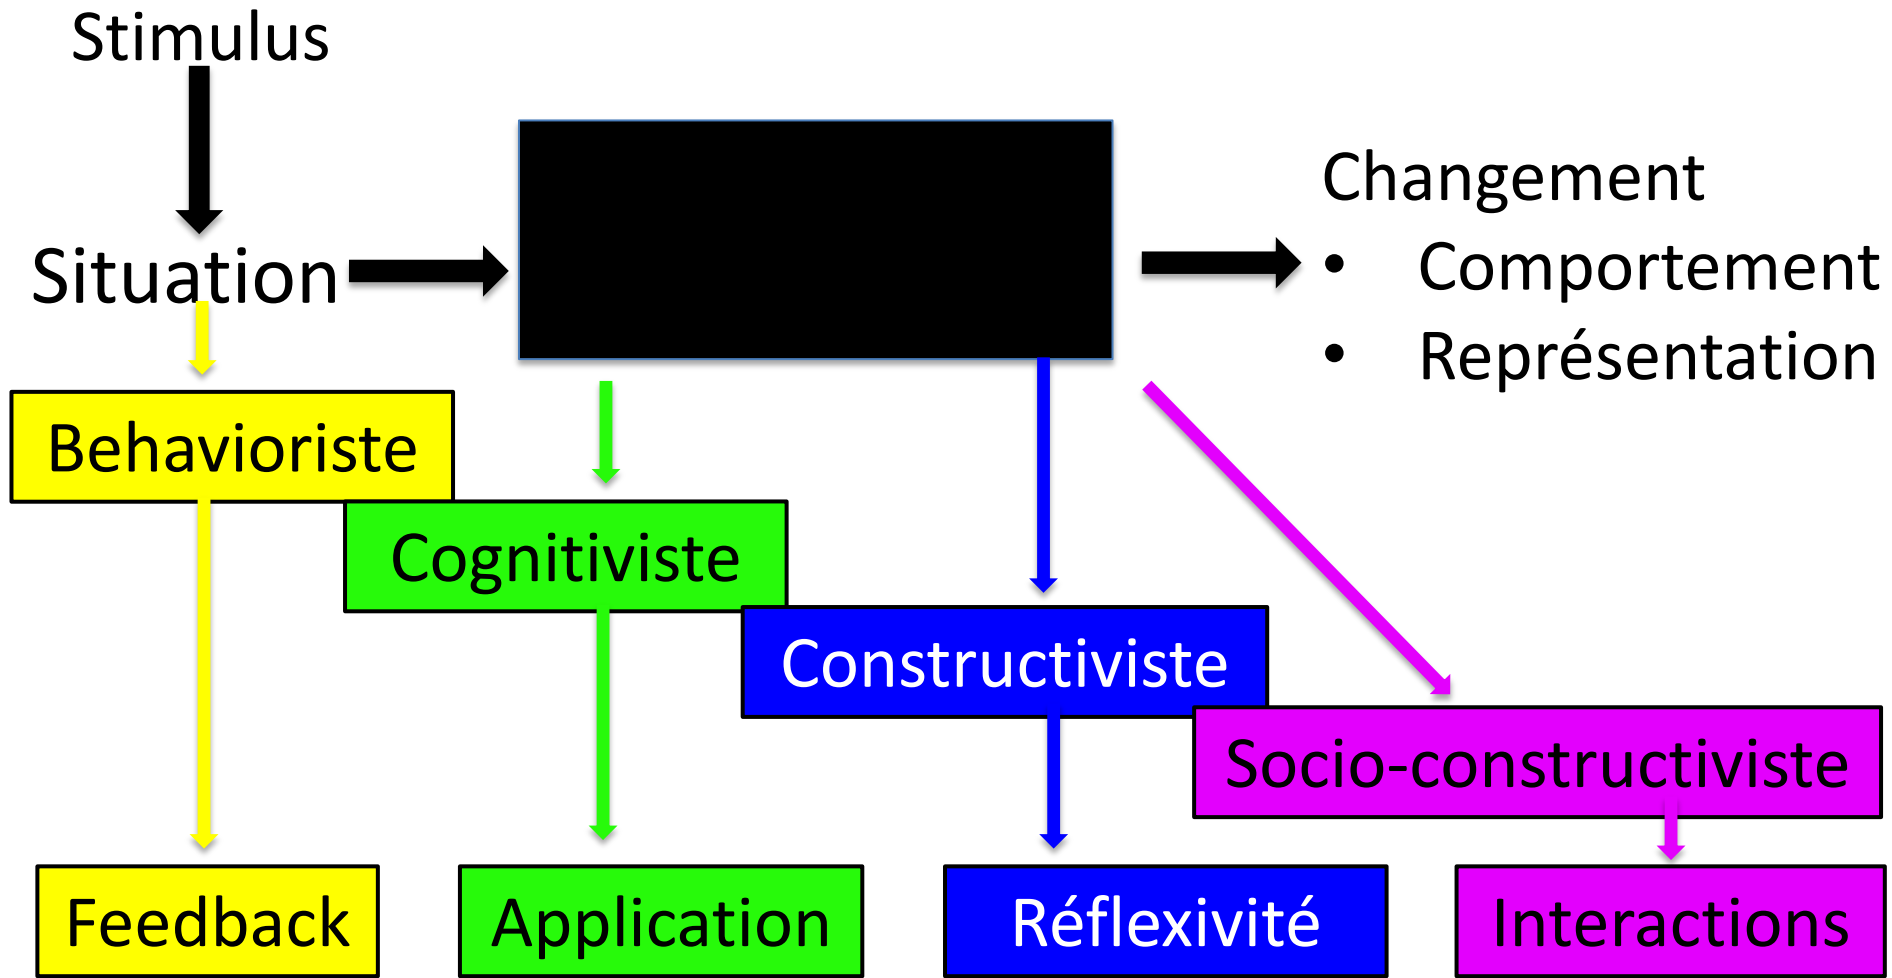 Stimulus
Situation
Changement
• Comportement
• Représentation
Behavioriste
Cognitiviste
Constructiviste
Socio-constructiviste
Feedback
Application
Réflexivité
Interactions